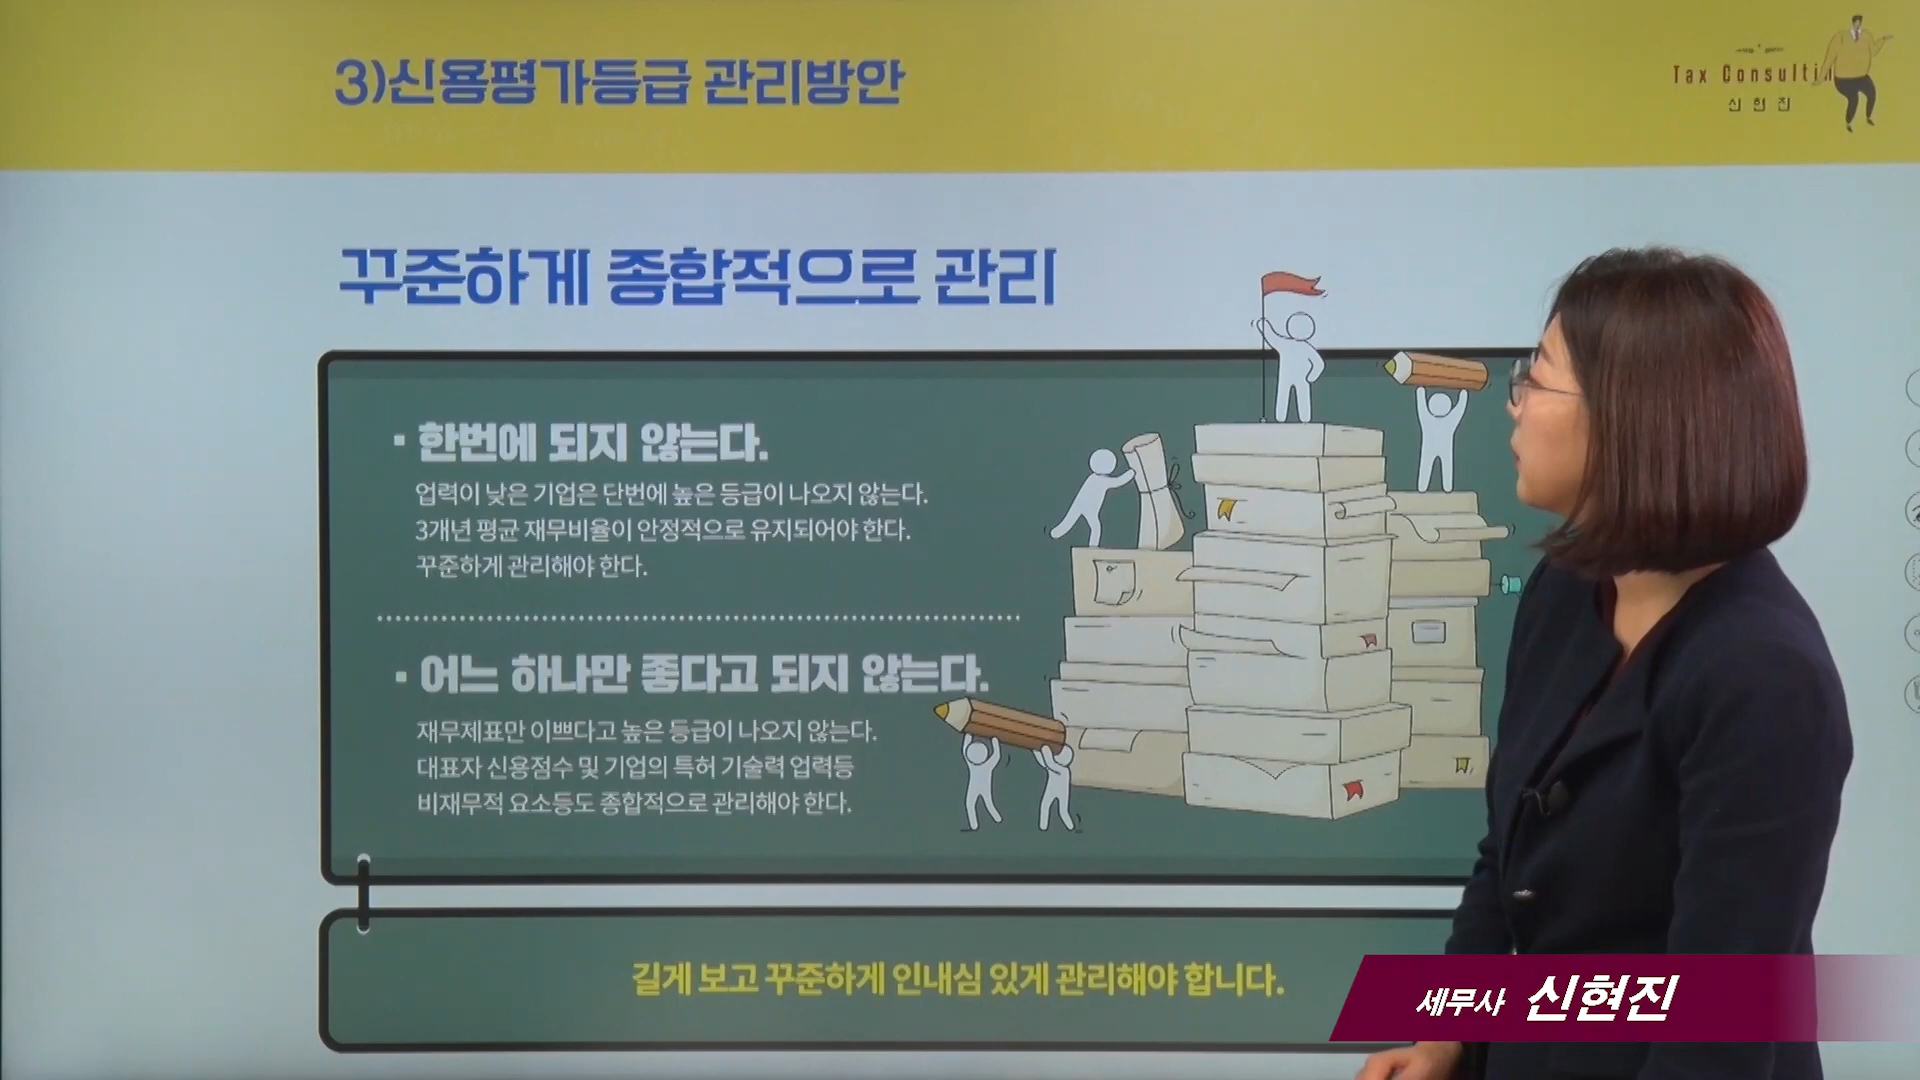 3)신용평가등급 관리방안
Tax Consultin
신현진
꾸준하게 종합적으로 관리
· 한번에 되지 않는다.
업력이 낮은 기업은 단번에 높은 등급이 나오지 않는다.
3개년 평균 재무비율이 안정적으로 유지되어야 한다.
꾸준하게 관리해야 한다.
· 어느 하나만 좋다고 되지 않는다.
재무제표만 이쁘다고 높은 등급이 나오지 않는다.
대표자 신용점수 및 기업의 특허 기술력 업력등
비재무적 요소등도 종합적으로 관리해야 한다.
길게 보고 꾸준하게 인내심 있게 관리해야 합니다.
세무사 신현진